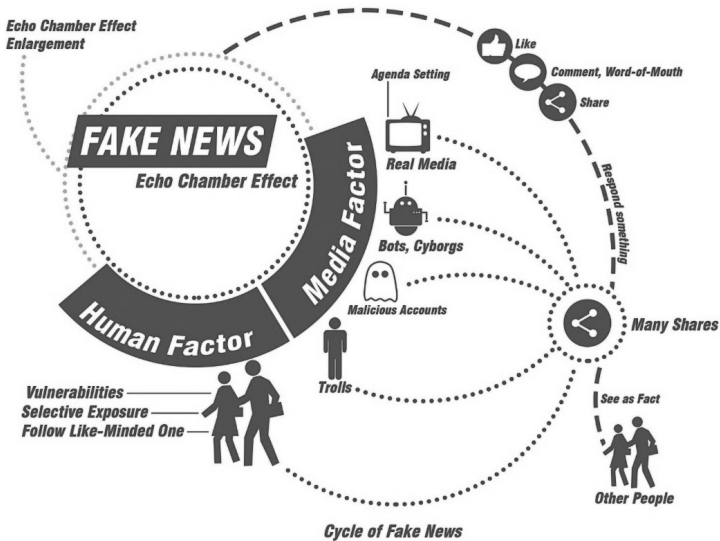 Echo Chamber Effect
Enlargement
FAKE NEWS
Echo Chamber Effect
Human Factor
Media Factor
Agenda Setting
Real Media
Bots, Cyborgs
Malicious Accounts
Trolls
Vulnerabilities
Selective Exposure
Follow Like-Minded One
Like
Comment, Word-of-Mouth
Share
Respond something
Many Shares
See as Fact
Other People
Cycle of Fake News